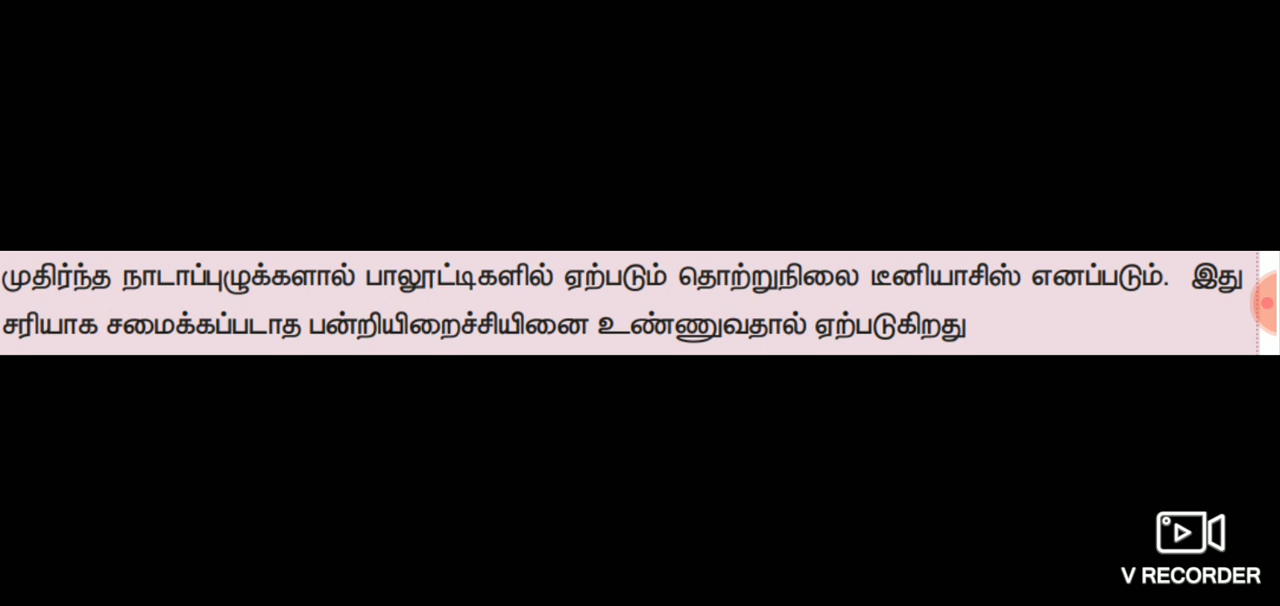 முதிர்ந்த நாடாப்புழுக்களால் பாலூட்டிகளில் ஏற்படும் தொற்றுநிலை டீனியாசிஸ் எனப்படும். இது
சரியாக சமைக்கப்படாத பன்றியிறைச்சியினை உண்ணுவதால் ஏற்படுகிறது
V RECORDER